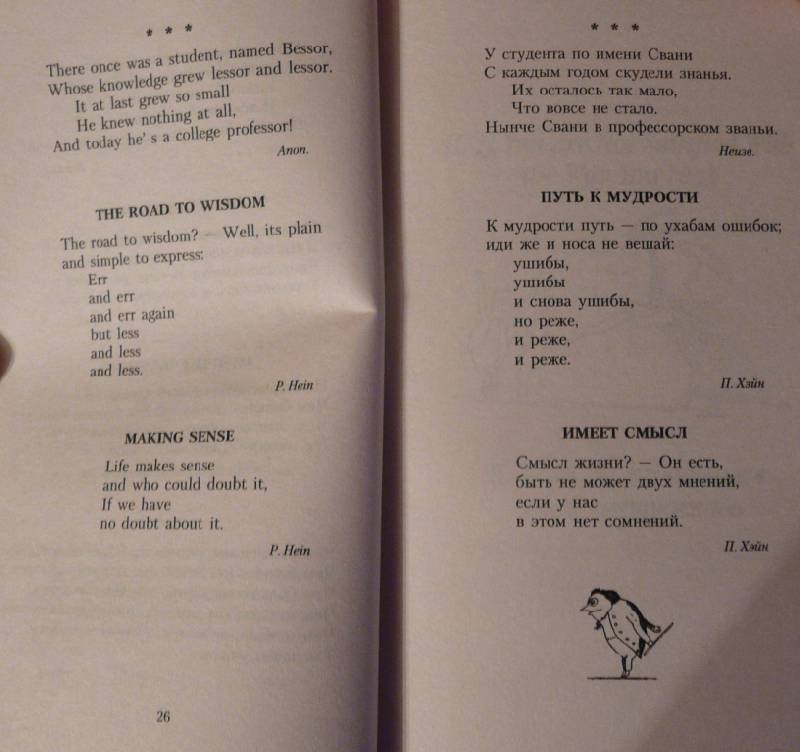 * * *
There once was a student, named Bessor,
Whose knowledge grew lessor and lessor.
It at last grew so small
He knew nothing at all,
And today he' s a college professor!
Anon.
THE ROAD TO WISDOM
The road to wisdom? — Well, its plain
and simple to express:
Err
and err
and err again
but less
and less
and less.
P. Hein
MAKING SENSE
Life makes sense
and who could doubt it,
If we have
no doubt about it.
P. Hein
26
* * *
У студента по имени Свани
С каждым годом скудели знанья.
Их осталось так мало,
Что вовсе не стало.
Нынче Свани в профессорском званьи.
Неизв.
ПУТЬ К МУДРОСТИ
К мудрости путь — по ухабам ошибок;
иди же и носа не вешай:
ушибы,
ушибы
и снова ушибы,
но реже,
и реже,
и реже.
П. Хэйн
ИМЕЕТ СМЫСЛ
Смысл жизни? — Он есть,
быть не может двух мнений,
если у нас
в этом нет сомнений.
П. Хэйн